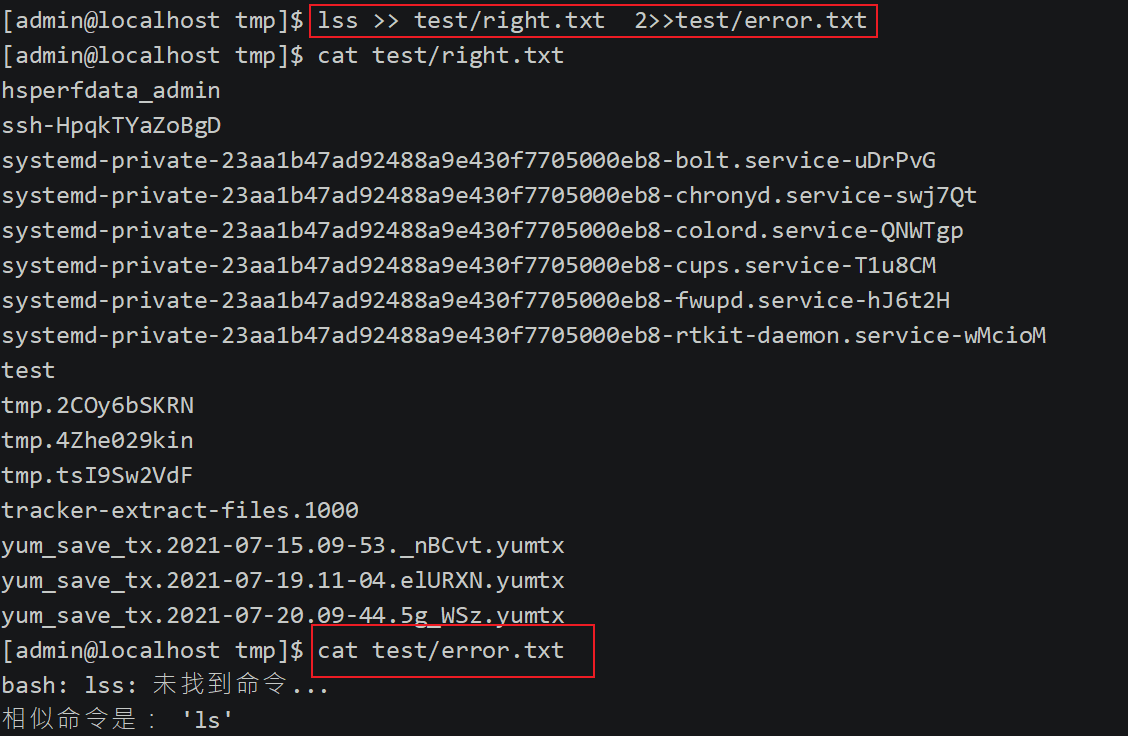 [admin@localhost tmp]$ lss >> test/right.txt  2>>test/error.txt
[admin@localhost tmp]$ cat test/right.txt
hsperfdata_admin
ssh-HpqkTYaZoBgD
systemd-private-23aa1b47ad92488a9e430f7705000eb8-bolt.service-uDrPvG
systemd-private-23aa1b47ad92488a9e430f7705000eb8-chronyd.service-swj7Qt
systemd-private-23aa1b47ad92488a9e430f7705000eb8-colord.service-QNWTgp
systemd-private-23aa1b47ad92488a9e430f7705000eb8-cups.service-T1u8CM
systemd-private-23aa1b47ad92488a9e430f7705000eb8-fwupd.service-hJ6t2H
systemd-private-23aa1b47ad92488a9e430f7705000eb8-rtkit-daemon.service-wMcioM
test
tmp.2COy6bSKRN
tmp.4Zhe029kin
tmp.tsI9Sw2VdF
tracker-extract-files.1000
yum_save_tx.2021-07-15.09-53._nBCvt.yumtx
yum_save_tx.2021-07-19.11-04.elURXN.yumtx
yum_save_tx.2021-07-20.09-44.5g_WSz.yumtx
[admin@localhost tmp]$ cat test/error.txt
bash: lss: 未找到命令...
相似命令是： 'ls'